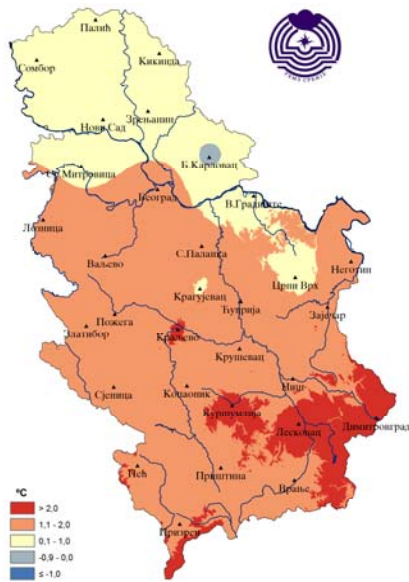 Палић
Сомбор
Кикинда
Зрењанин
Нови Сад
Б.Карловац
Ср.Митровица
Београд
В.Градиште
Лозница
Ваљево
С.Паланка
Неготин
Црни Врх
Крагујевац
Зајечар
Пожега
Ћуприја
Златибор
Краљево
Крушевац
Ниш
Сјеница
Копаоник
Куршумлија
Димитровград
Лесковац
Пећ
Приштина
Врање
Призрен
°C
> 2,0
1,1 - 2,0
0,1 - 1,0
-0,9 - 0,0
≤ -1,0